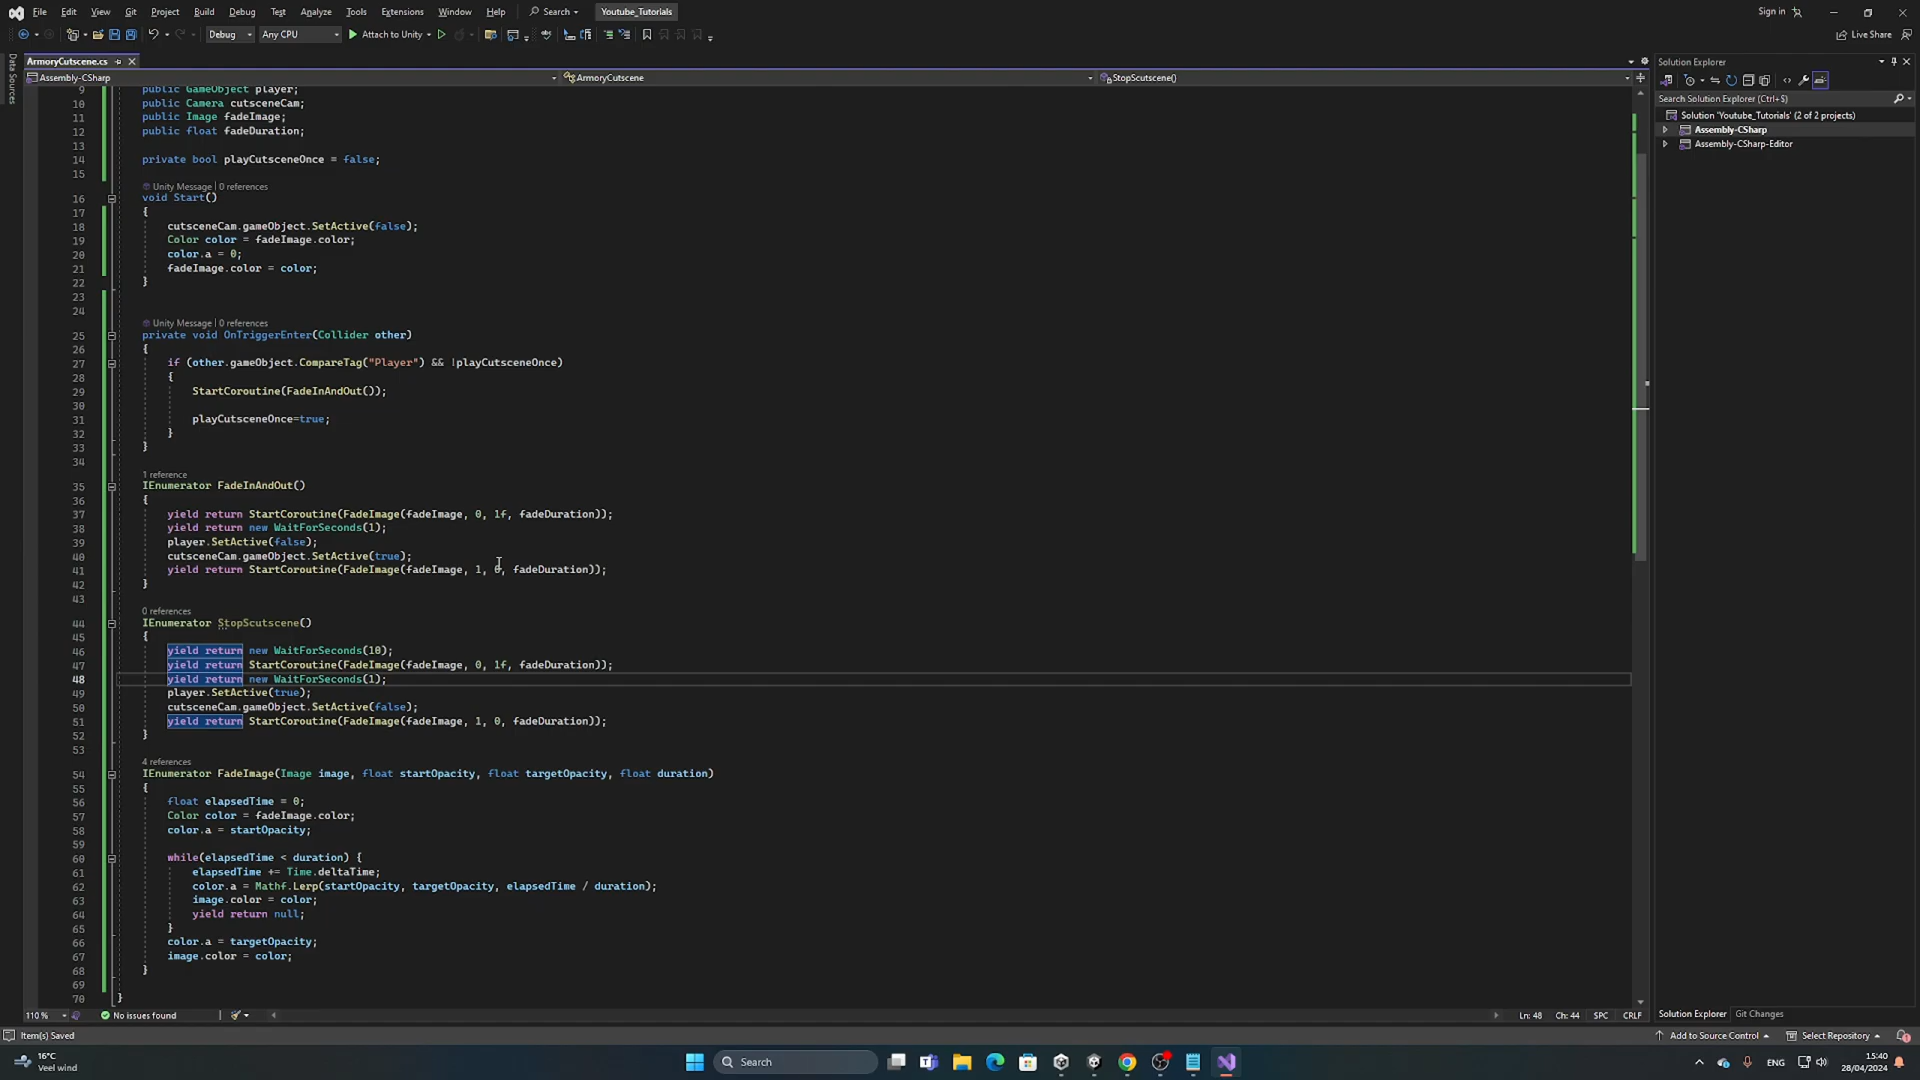 File Edit View Git Project Build Debug Test Analyze Tools Extensions Window Help Search Youtube_Tutorials Sign in
Debug Any CPU Attach to Unity Live Share
Data Sources
ArmoryCutscene.cs
Assembly-CSharp ArmoryCutscene StopScutscene()
9 public GameObject player;
10 public Camera cutsceneCam;
11 public Image fadeImage;
12 public float fadeDuration;
13
14 private bool playCutsceneOnce = false;
15
Unity Message | 0 references
16 void Start()
17 {
18 cutsceneCam.gameObject.SetActive(false);
19 Color color = fadeImage.color;
20 color.a = 0;
21 fadeImage.color = color;
22 }
23
24
Unity Message | 0 references
25 private void OnTriggerEnter(Collider other)
26 {
27 if (other.gameObject.CompareTag("Player") && !playCutsceneOnce)
28 {
29 StartCoroutine(FadeInAndOut());
30
31 playCutsceneOnce=true;
32 }
33 }
34
1 reference
35 IEnumerator FadeInAndOut()
36 {
37 yield return StartCoroutine(FadeImage(fadeImage, 0, 1f, fadeDuration));
38 yield return new WaitForSeconds(1);
39 player.SetActive(false);
40 cutsceneCam.gameObject.SetActive(true);
41 yield return StartCoroutine(FadeImage(fadeImage, 1, 0, fadeDuration));
42 }
43
0 references
44 IEnumerator StopScutscene()
45 {
46 yield return new WaitForSeconds(10);
47 yield return StartCoroutine(FadeImage(fadeImage, 0, 1f, fadeDuration));
48 yield return new WaitForSeconds(1);
49 player.SetActive(true);
50 cutsceneCam.gameObject.SetActive(false);
51 yield return StartCoroutine(FadeImage(fadeImage, 1, 0, fadeDuration));
52 }
53
4 references
54 IEnumerator FadeImage(Image image, float startOpacity, float targetOpacity, float duration)
55 {
56 float elapsedTime = 0;
57 Color color = fadeImage.color;
58 color.a = startOpacity;
59
60 while(elapsedTime < duration) {
61 elapsedTime += Time.deltaTime;
62 color.a = Mathf.Lerp(startOpacity, targetOpacity, elapsedTime / duration);
63 image.color = color;
64 yield return null;
65 }
66 color.a = targetOpacity;
67 image.color = color;
68 }
69
70 }
Solution Explorer
Search Solution Explorer (Ctrl+$)
Solution 'Youtube_Tutorials' (2 of 2 projects)
Assembly-CSharp
Assembly-CSharp-Editor
Solution Explorer Git Changes
110 % No issues found Ln: 48 Ch: 44 SPC CRLF
Item(s) Saved Add to Source Control Select Repository
16°C
Veel wind
Search
ENG
15:40
28/04/2024